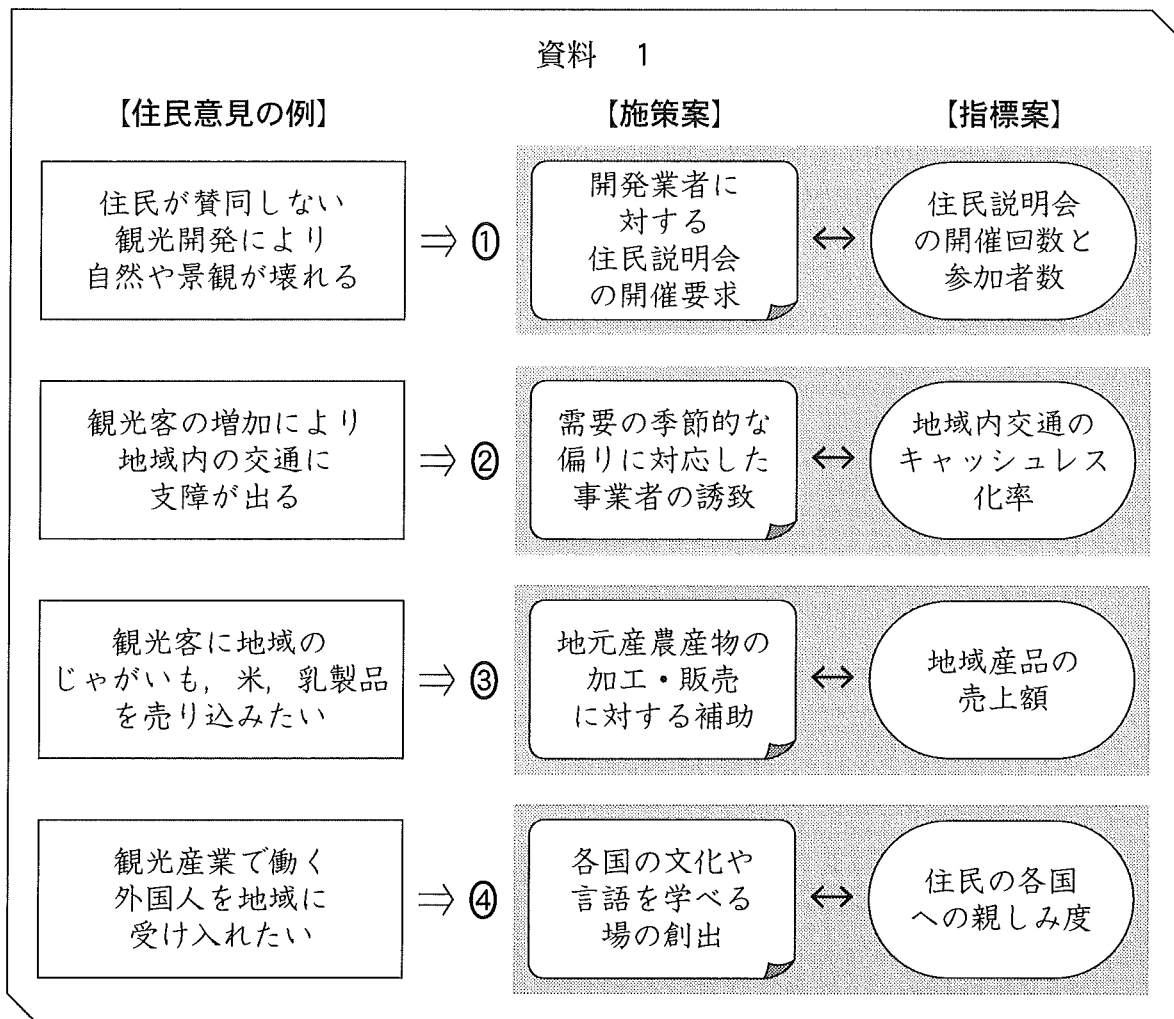 資料 1
【住民意見の例】
【施策案】
【指標案】
住民が賛同しない
観光開発により
自然や景観が壊れる
⇒ ①
開発業者に
対する
住民説明会
の開催要求
↔
住民説明会
の開催回数と
参加者数
観光客の増加により
地域内の交通に
支障が出る
⇒ ②
需要の季節的な
偏りに対応した
事業者の誘致
↔
地域内交通の
キャッシュレス
化率
観光客に地域の
じゃがいも,米,乳製品
を売り込みたい
⇒ ③
地元産農産物の
加工・販売
に対する補助
↔
地域産品の
売上額
観光産業で働く
外国人を地域に
受け入れたい
⇒ ④
各国の文化や
言語を学べる
場の創出
↔
住民の各国
への親しみ度